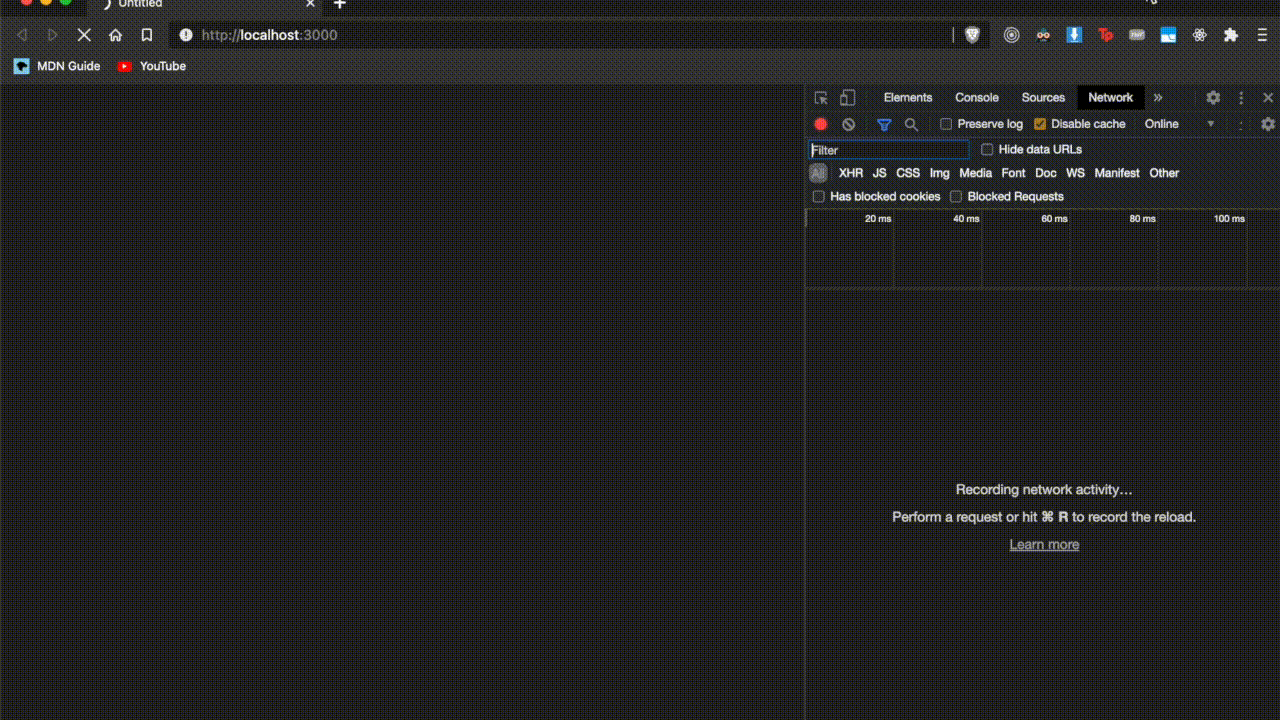 Untitled
http://localhost:3000
MDN Guide YouTube
Elements Console Sources Network
Preserve log Disable cache Online
Filter Hide data URLs
All XHR JS CSS Img Media Font Doc WS Manifest Other
Has blocked cookies Blocked Requests
20 ms 40 ms 60 ms 80 ms 100 ms
Recording network activity…
Perform a request or hit ⌘ R to record the reload.
Learn more